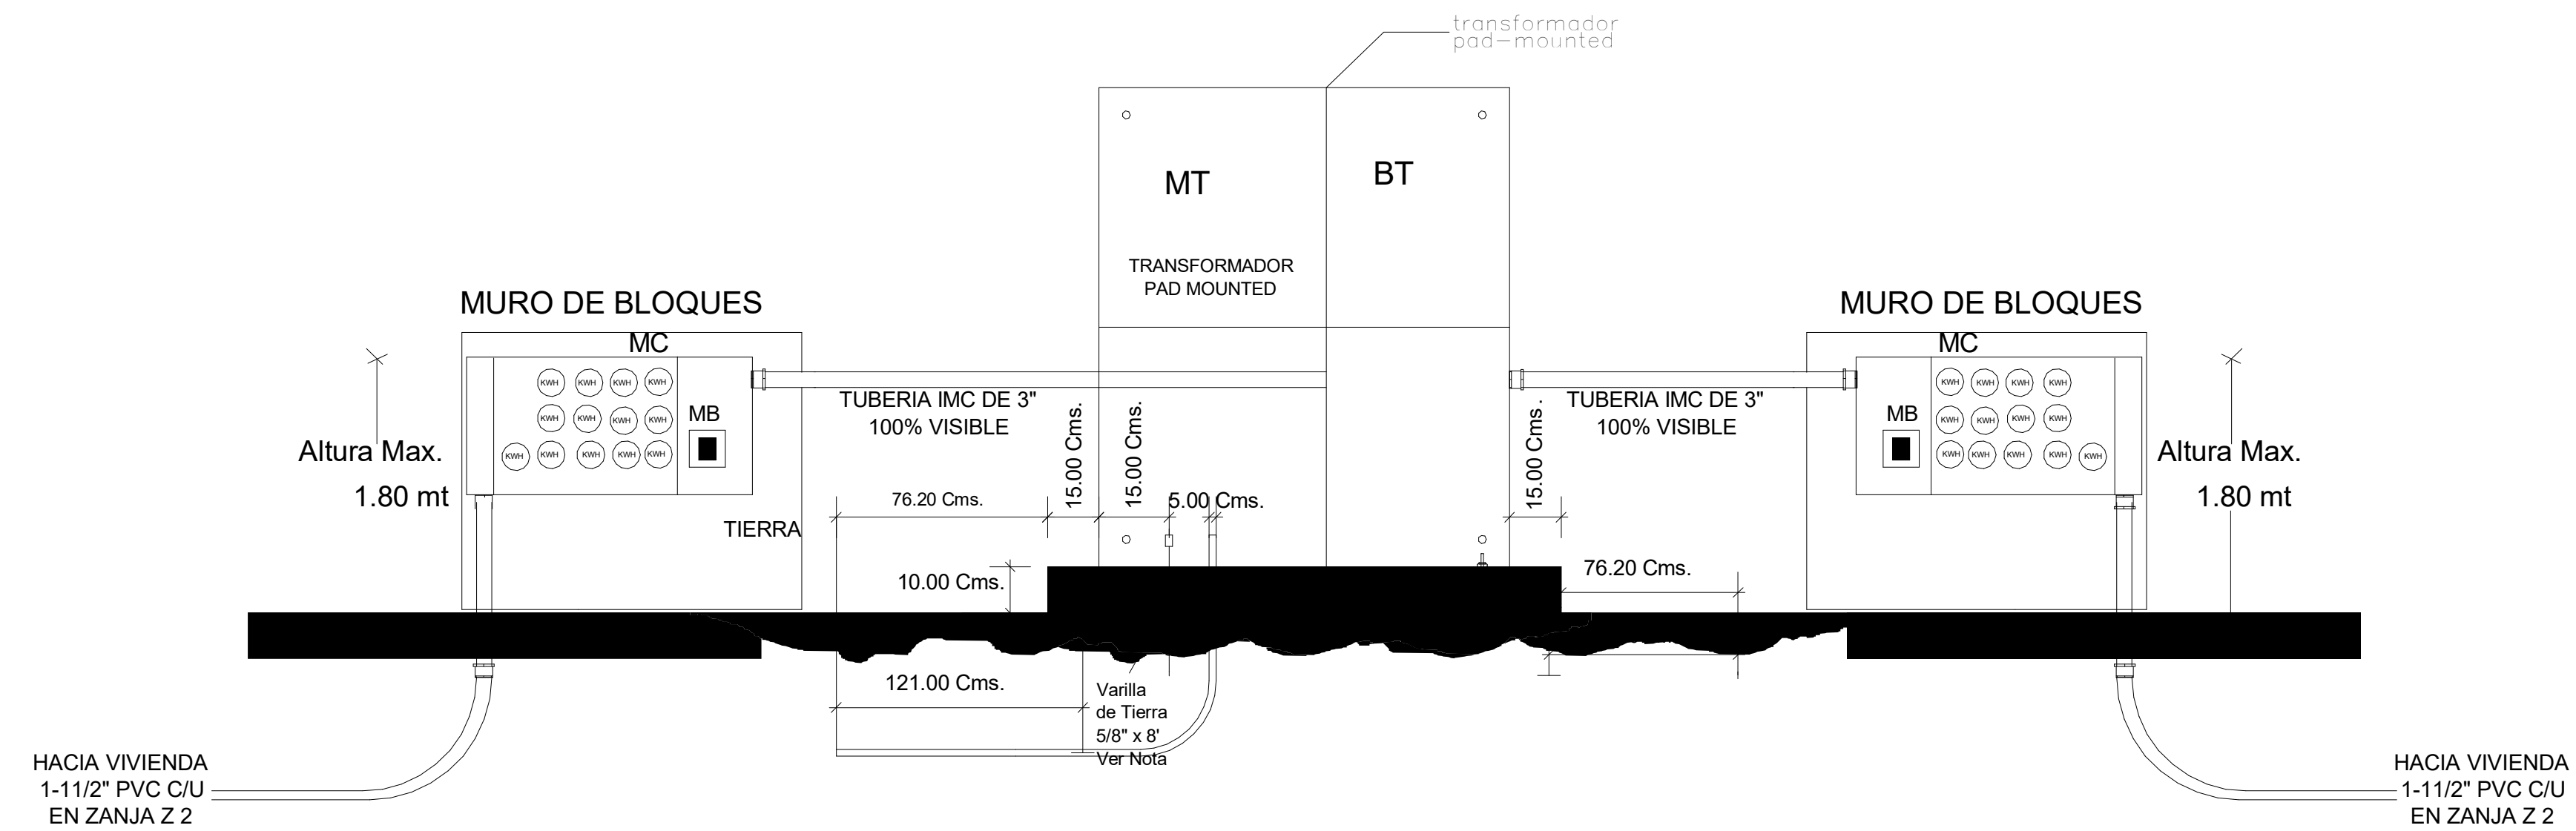 transformador
pad-mounted
MT
BT
TRANSFORMADOR
PAD MOUNTED
MURO DE BLOQUES
MC
KWH KWH KWH KWH
KWH KWH KWH KWH
KWH KWH KWH KWH KWH
MB
Altura Max.
1.80 mt
TIERRA
TUBERIA IMC DE 3"
100% VISIBLE
76.20 Cms.
15.00 Cms.
15.00 Cms.
5.00 Cms.
10.00 Cms.
121.00 Cms.
Varilla
de Tierra
5/8" x 8'
Ver Nota
HACIA VIVIENDA
1-11/2" PVC C/U
EN ZANJA Z 2
TUBERIA IMC DE 3"
100% VISIBLE
15.00 Cms.
76.20 Cms.
MURO DE BLOQUES
MC
KWH KWH KWH KWH
KWH KWH KWH KWH
KWH KWH KWH KWH KWH
MB
Altura Max.
1.80 mt
HACIA VIVIENDA
1-11/2" PVC C/U
EN ZANJA Z 2